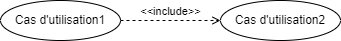 Cas d'utilisation1
<<include>>
Cas d'utilisation2